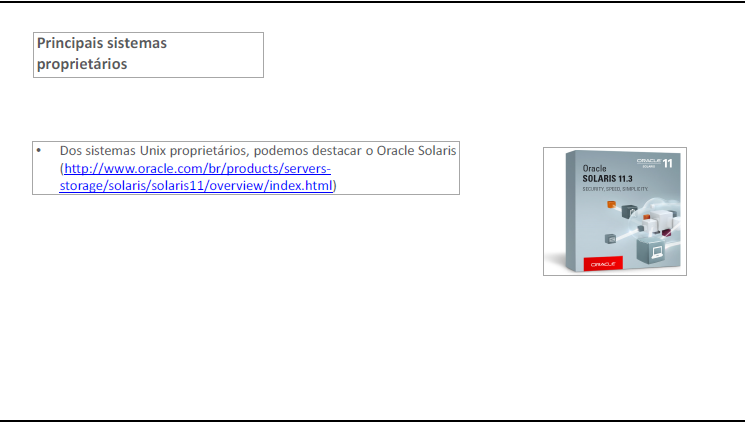 Principais sistemas
proprietários
• Dos sistemas Unix proprietários, podemos destacar o Oracle Solaris
(http://www.oracle.com/br/products/servers-
storage/solaris/solaris11/overview/index.html)
ORACLE 11
SOLARIS
Oracle
SOLARIS 11.3
SECURITY, SPEED, SIMPLICITY.
ORACLE